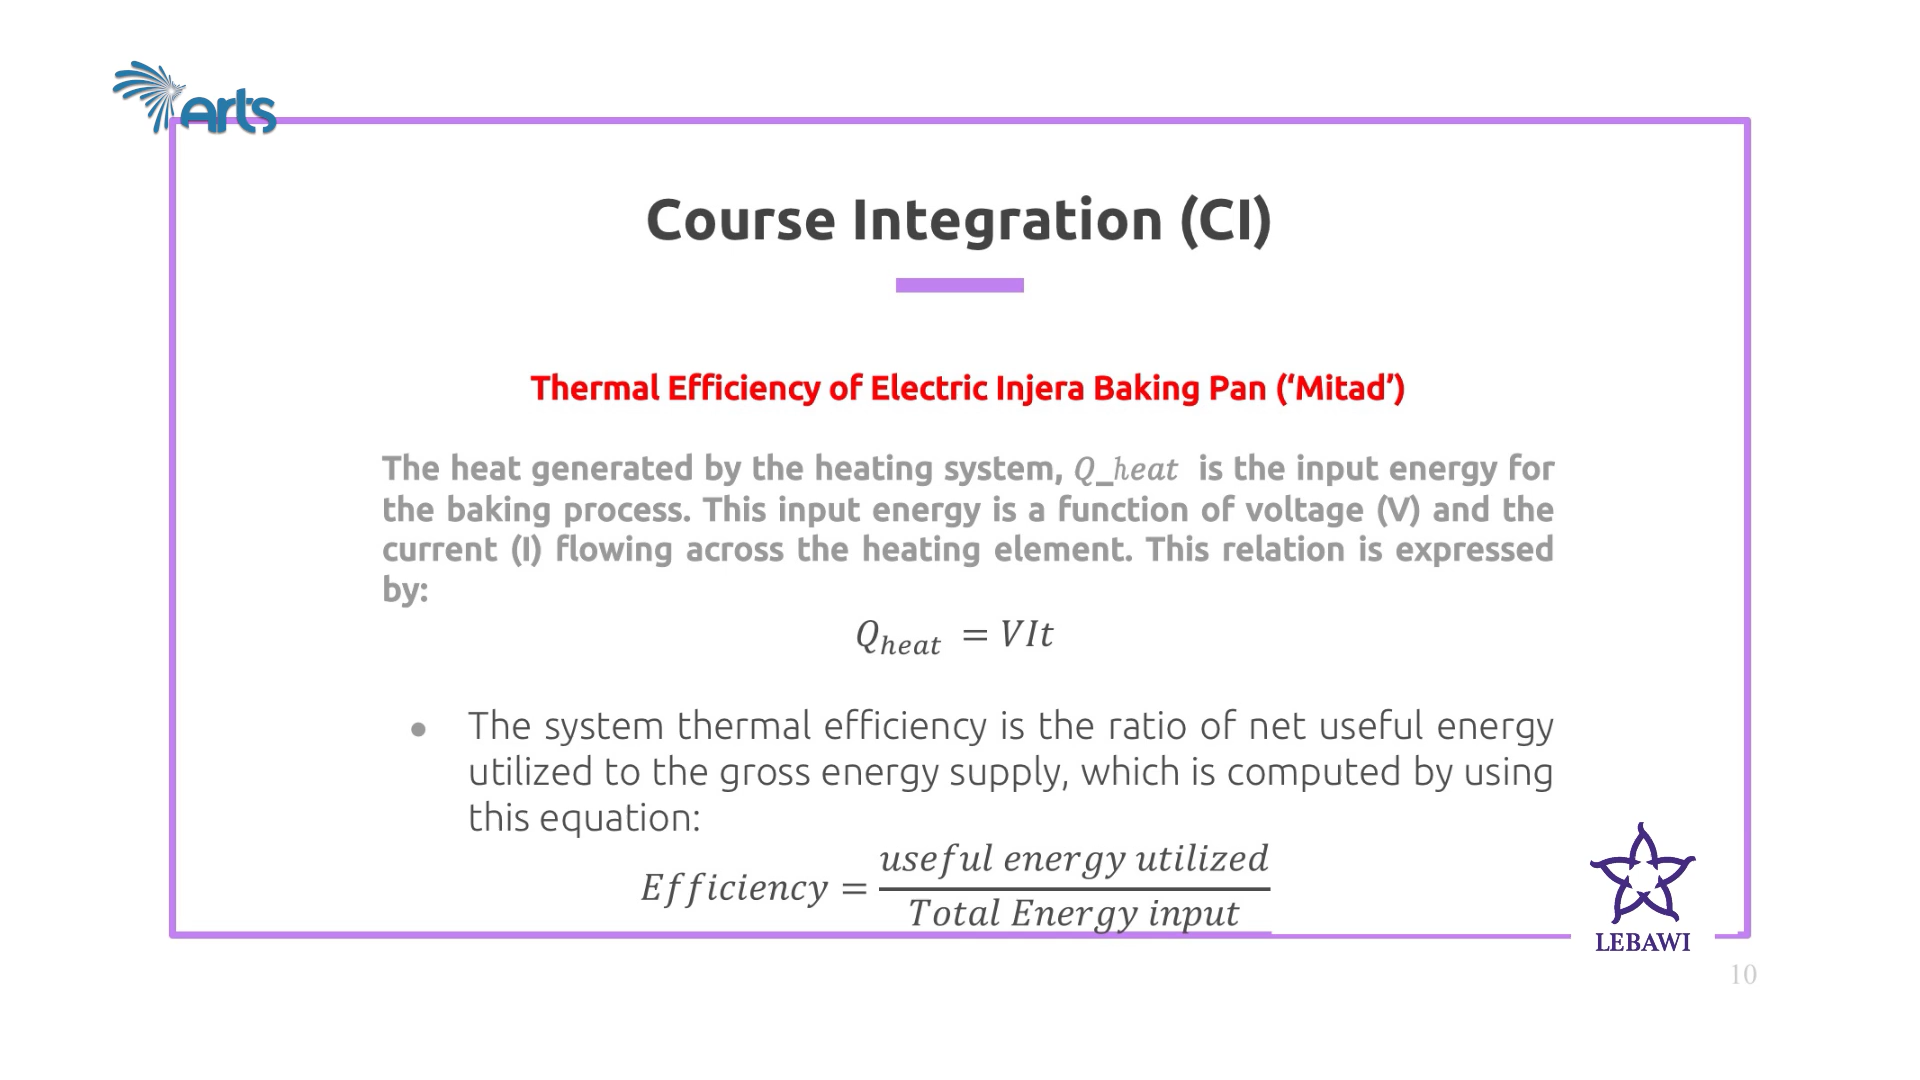 arts
Course Integration (CI)
Thermal Efficiency of Electric Injera Baking Pan (‘Mitad’)
The heat generated by the heating system, Q_heat is the input energy for
the baking process. This input energy is a function of voltage (V) and the
current (I) flowing across the heating element. This relation is expressed
by:
Q_heat = VIt
● The system thermal efficiency is the ratio of net useful energy
utilized to the gross energy supply, which is computed by using
this equation:
useful energy utilized
Efficiency =
Total Energy input
LEBAWI
10